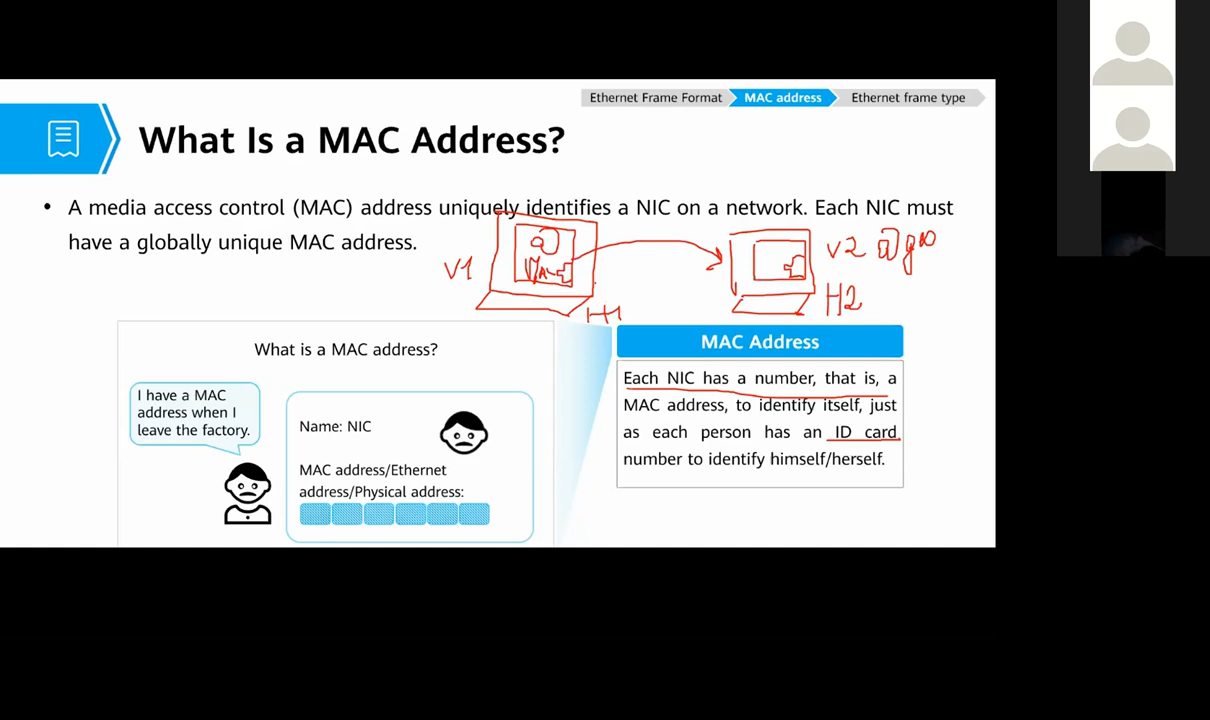 Ethernet Frame Format MAC address Ethernet frame type
What Is a MAC Address?
• A media access control (MAC) address uniquely identifies a NIC on a network. Each NIC must
have a globally unique MAC address.
V1
@
MAC
H1
V2 @
H2
What is a MAC address?
I have a MAC
address when I
leave the factory.
Name: NIC
MAC address/Ethernet
address/Physical address:
MAC Address
Each NIC has a number, that is, a
MAC address, to identify itself, just
as each person has an ID card
number to identify himself/herself.